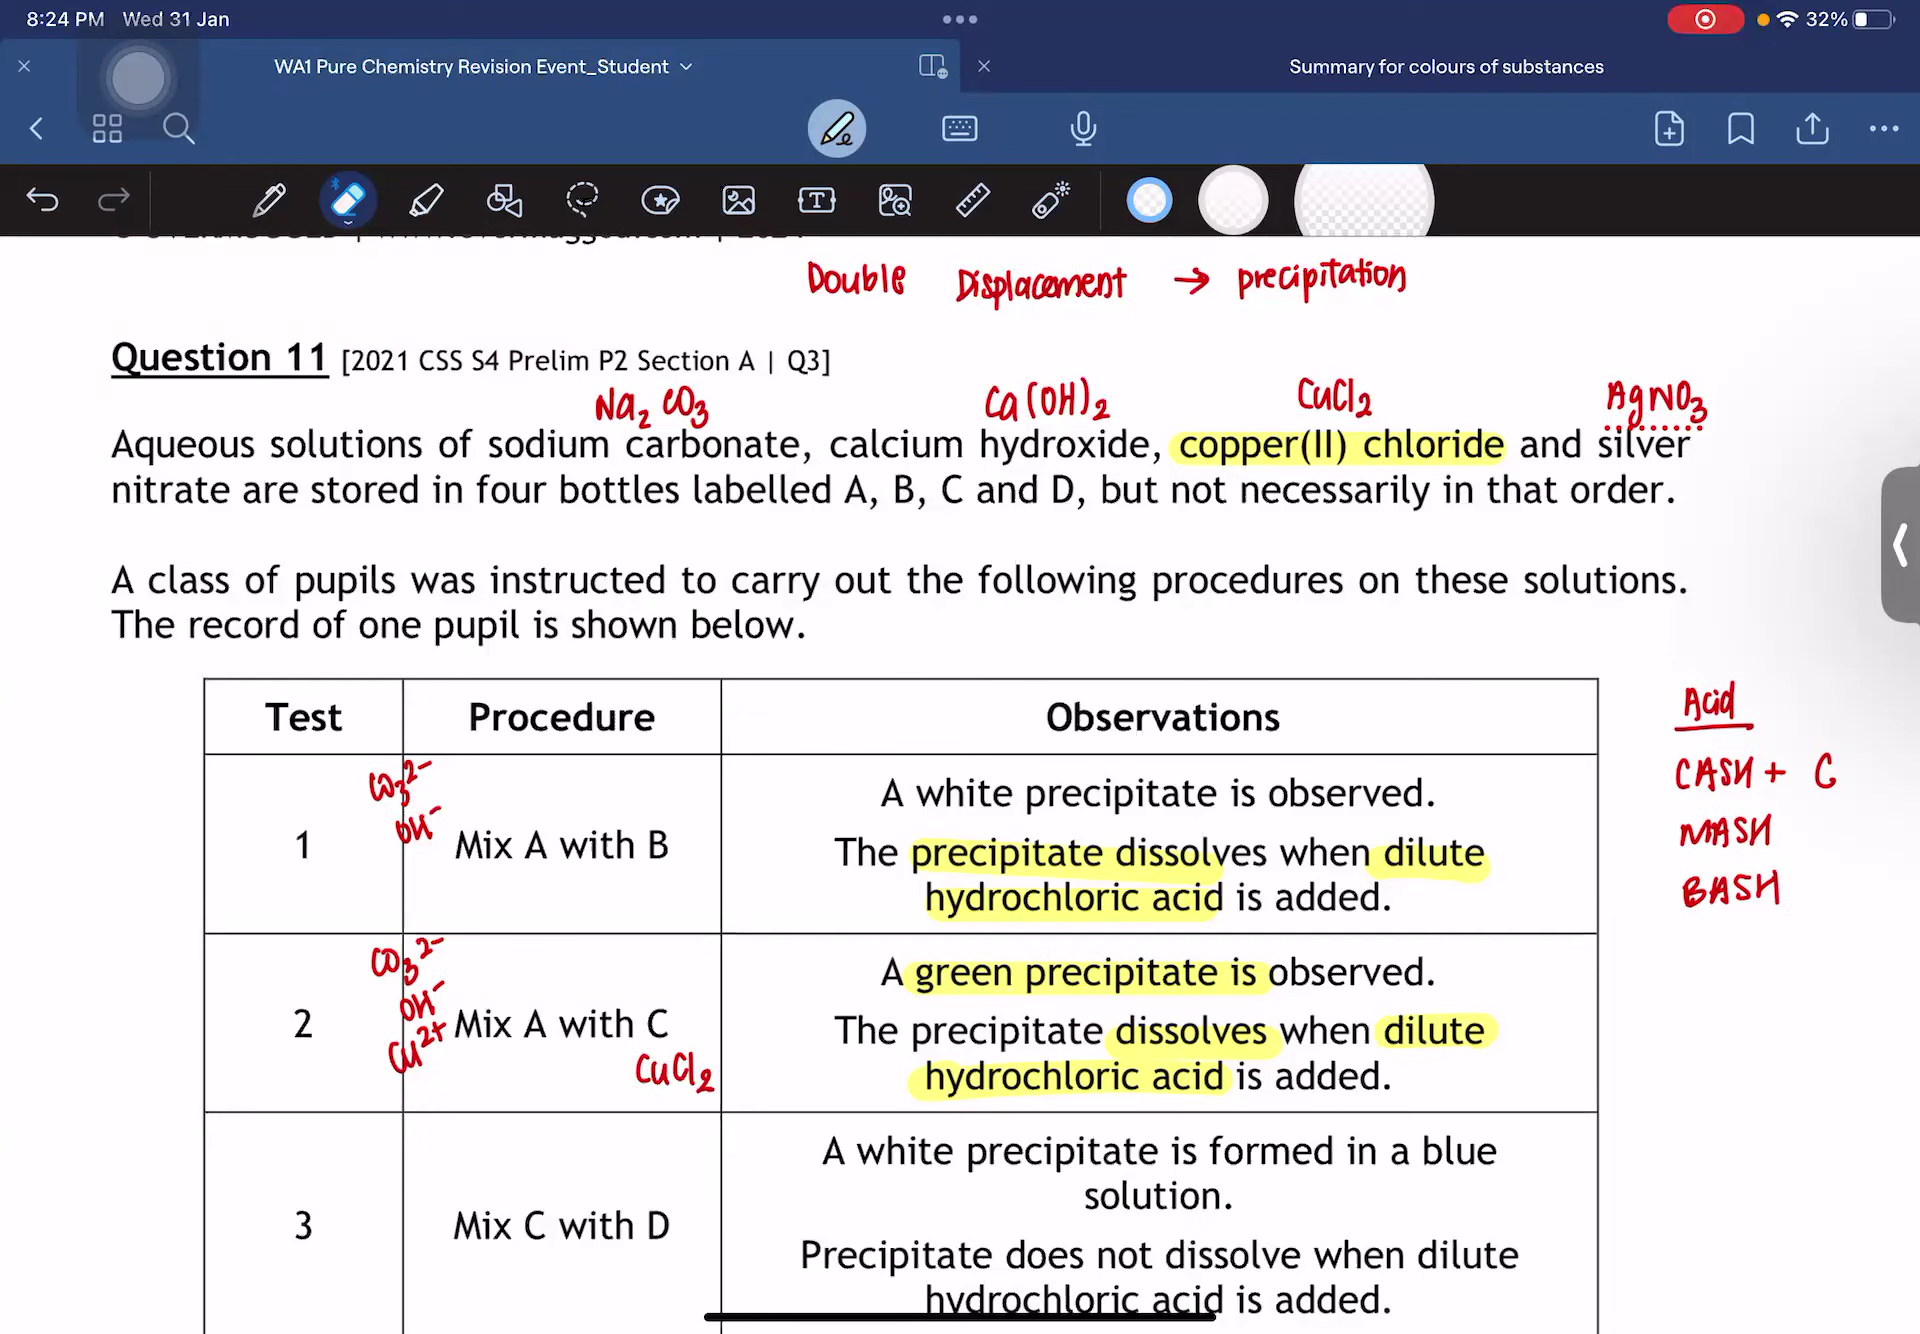 8:24 PM Wed 31 Jan
32%
WA1 Pure Chemistry Revision Event_Student
Summary for colours of substances
Double Displacement → precipitation
Question 11 [2021 CSS S4 Prelim P2 Section A | Q3]
Na₂CO₃ Ca(OH)₂ CuCl₂ AgNO₃
Aqueous solutions of sodium carbonate, calcium hydroxide, copper(II) chloride and silver
nitrate are stored in four bottles labelled A, B, C and D, but not necessarily in that order.
A class of pupils was instructed to carry out the following procedures on these solutions.
The record of one pupil is shown below.
Test Procedure Observations
Acid
CASH + C
MASH
BASH
CO₃²⁻
OH⁻
1 Mix A with B
A white precipitate is observed.
The precipitate dissolves when dilute
hydrochloric acid is added.
CO₃²⁻
OH⁻
Cu²⁺
2 Mix A with C
CuCl₂
A green precipitate is observed.
The precipitate dissolves when dilute
hydrochloric acid is added.
3 Mix C with D
A white precipitate is formed in a blue
solution.
Precipitate does not dissolve when dilute
hydrochloric acid is added.